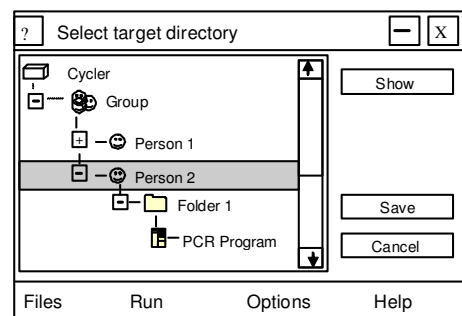 ? Select target directory X
Cycler
Show
Group
Person 1
Person 2
Folder 1
Save
PCR Program
Cancel
Files Run Options Help